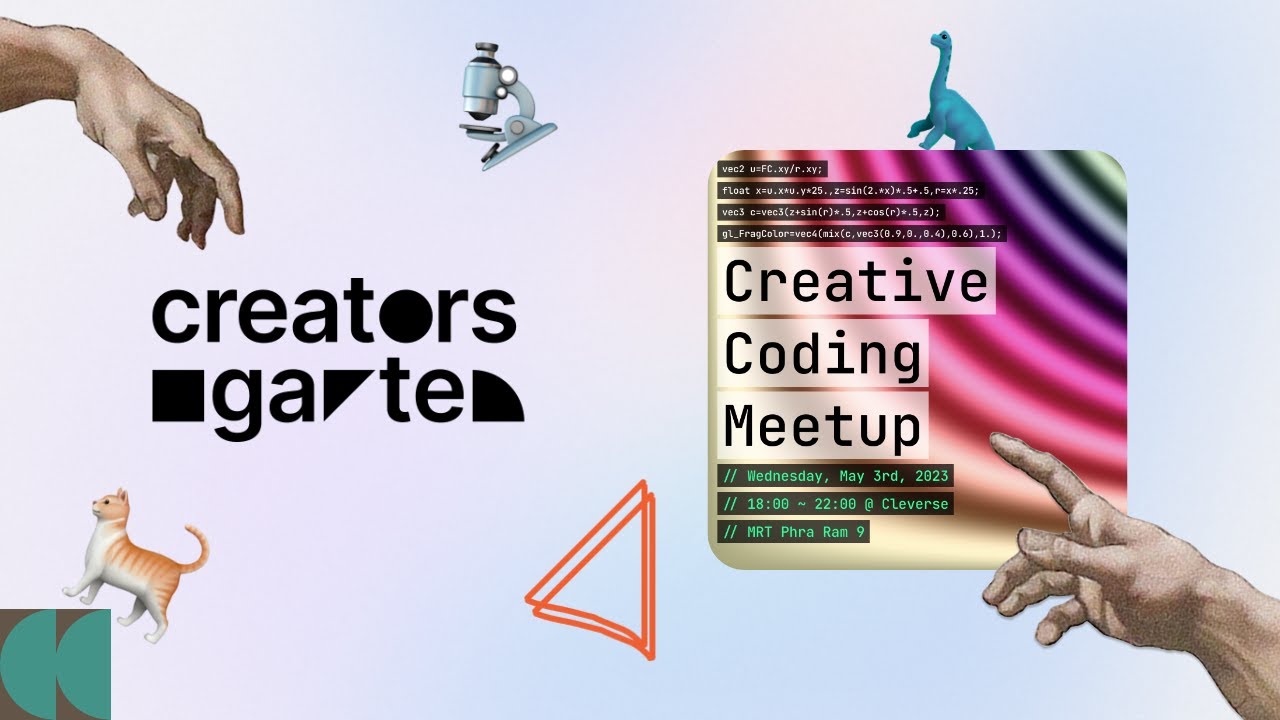 creators
garten
vec2 u=FC.xy/r.xy;
float x=u.x*u.y*25.,z=sin(2.*x)*.5+.5,r=x*.25;
vec3 c=vec3(z+sin(r)*.5,z+cos(r)*.5,z);
gl_FragColor=vec4(mix(c,vec3(0.9,0.,0.4),0.6),1.);
Creative
Coding
Meetup
// Wednesday, May 3rd, 2023
// 18:00 ~ 22:00 @ Cleverse
// MRT Phra Ram 9